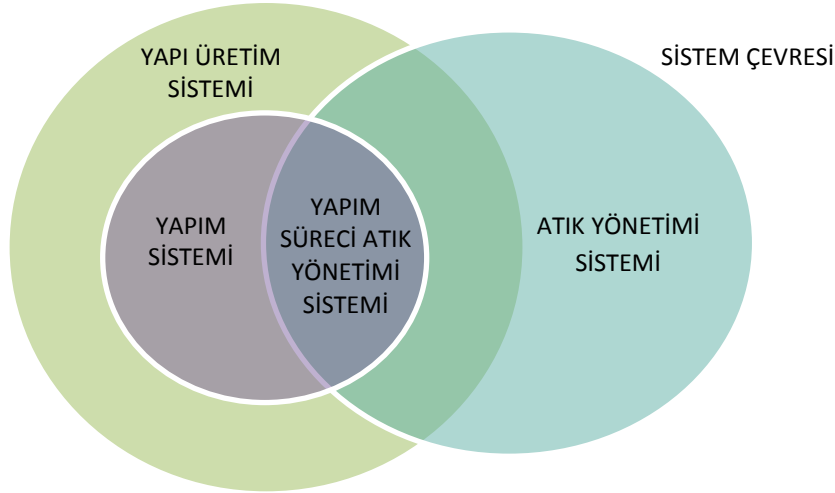 YAPI ÜRETİM
SİSTEMİ
SİSTEM ÇEVRESİ
YAPIM
SİSTEMİ
YAPIM
SÜRECİ ATIK
YÖNETİMİ
SİSTEMİ
ATIK YÖNETİMİ
SİSTEMİ